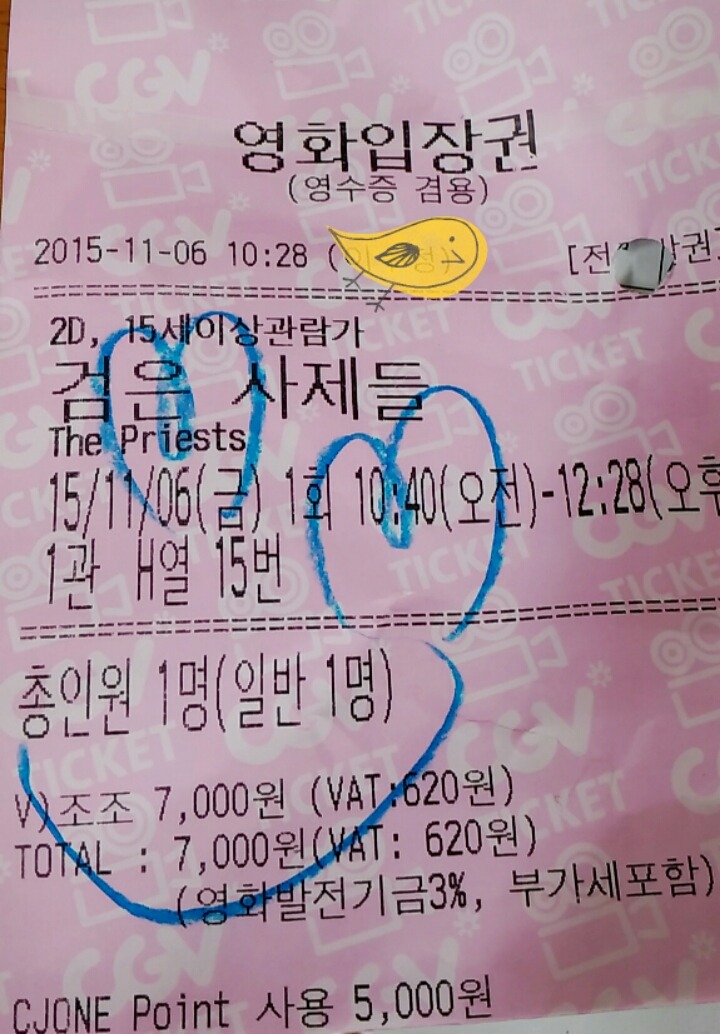 영화입장권
(영수증 겸용)
2015-11-06 10:28
2D, 15세이상관람가
검은 사제들
The Priests
15/11/06(금) 1회 10:40(오전)-12:28(오후
1관 H열 15번
총인원 1명(일반 1명)
V)조조 7,000원 (VAT:620원)
TOTAL : 7,000원(VAT: 620원)
(영화발전기금3%, 부가세포함)
CJONE Point 사용 5,000원